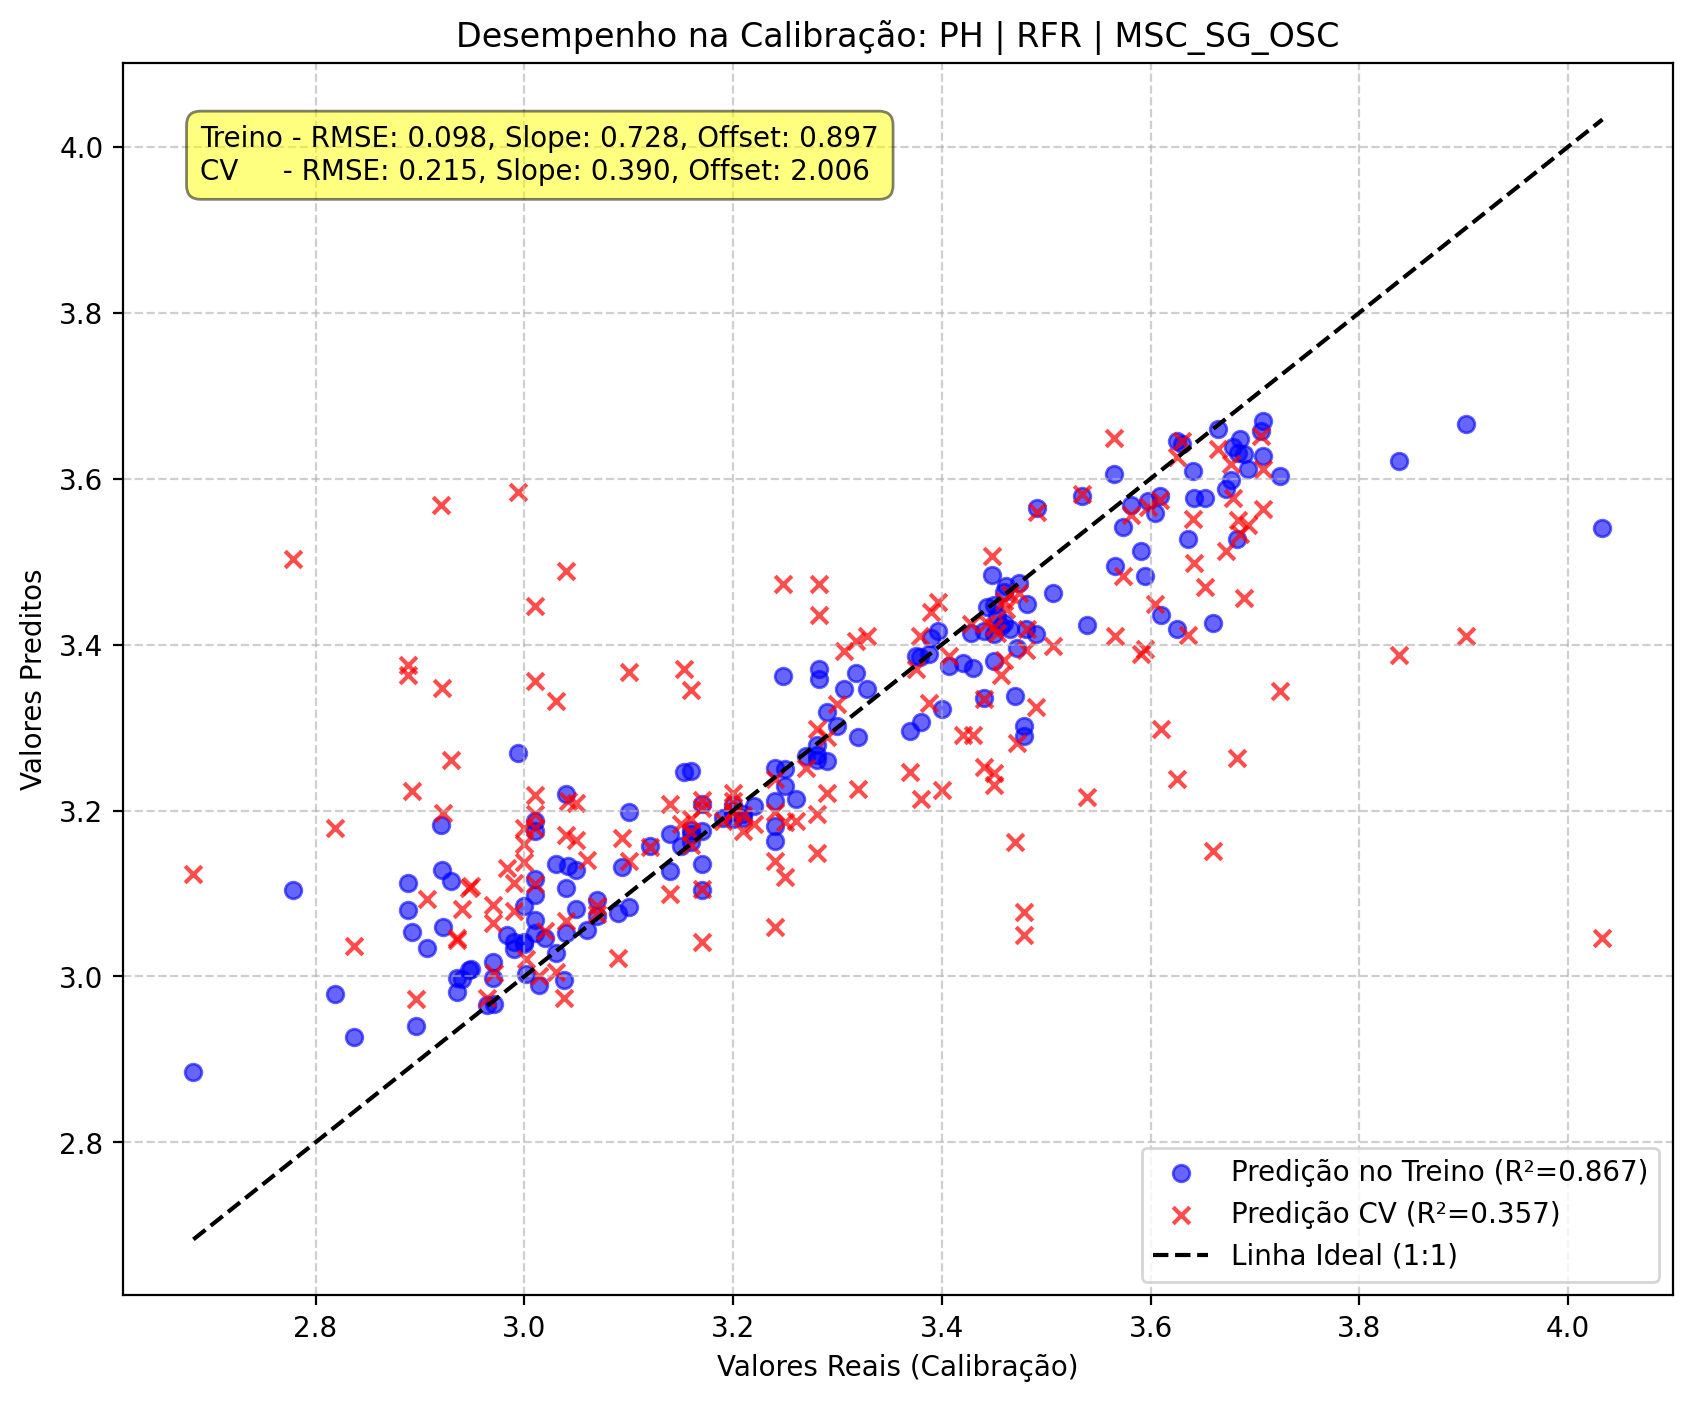 Desempenho na Calibração: PH | RFR | MSC_SG_OSC
Treino - RMSE: 0.098, Slope: 0.728, Offset: 0.897
CV - RMSE: 0.215, Slope: 0.390, Offset: 2.006
4.0
3.8
3.6
3.4
3.2
3.0
2.8
Valores Preditos
Predição no Treino (R²=0.867)
Predição CV (R²=0.357)
Linha Ideal (1:1)
2.8 3.0 3.2 3.4 3.6 3.8 4.0
Valores Reais (Calibração)